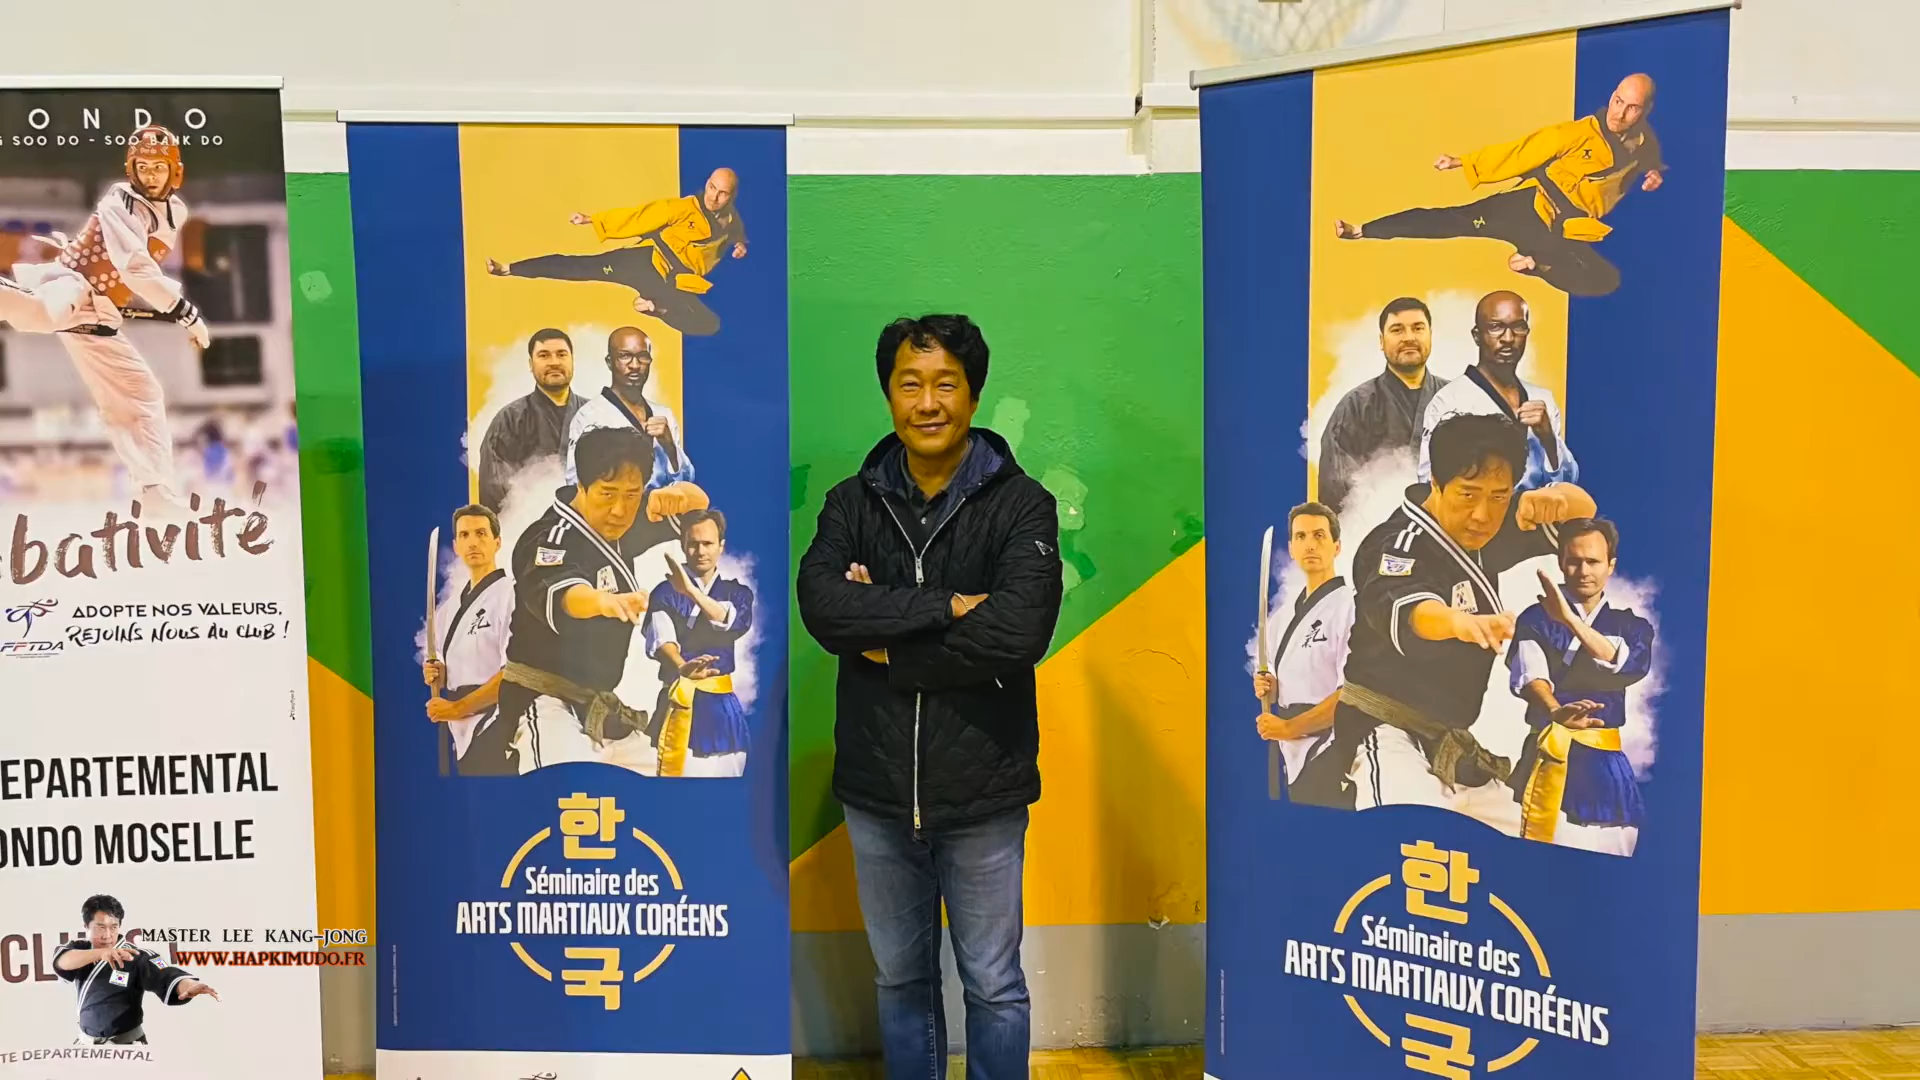 ONDO
SOO DO - SOO BAHK DO
bativité
FFTDA
ADOPTE NOS VALEURS,
REJOINS NOUS AU CLUB !
EPARTEMENTAL
ONDO MOSELLE
CLU
MASTER LEE KANG-JONG
WWW.HAPKIMUDO.FR
TE DEPARTEMENTAL
한
Séminaire des
ARTS MARTIAUX CORÉENS
국
한
Séminaire des
ARTS MARTIAUX CORÉENS
국